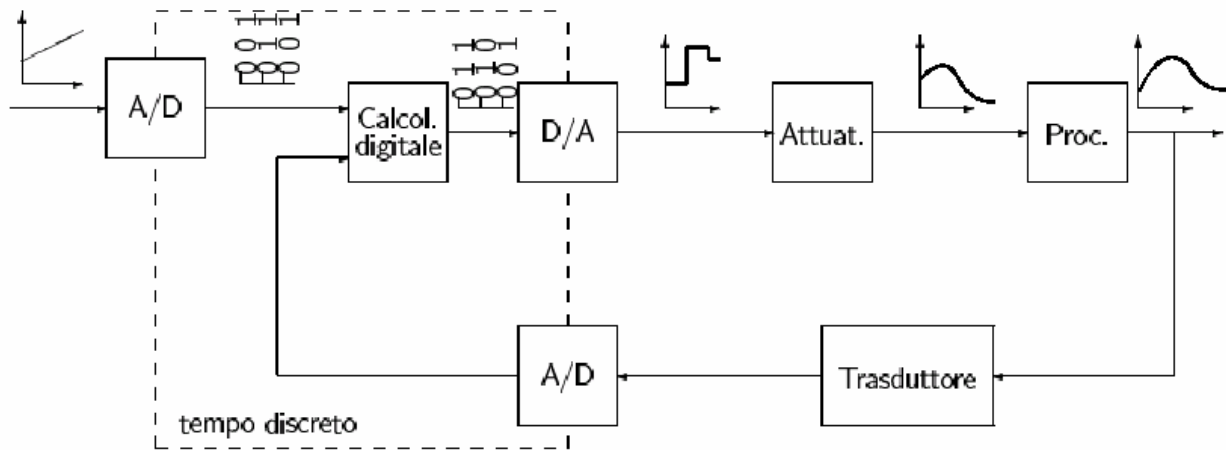 A/D
Calcol.
digitale
D/A
Attuat.
Proc.
A/D
Trasduttore
tempo discreto